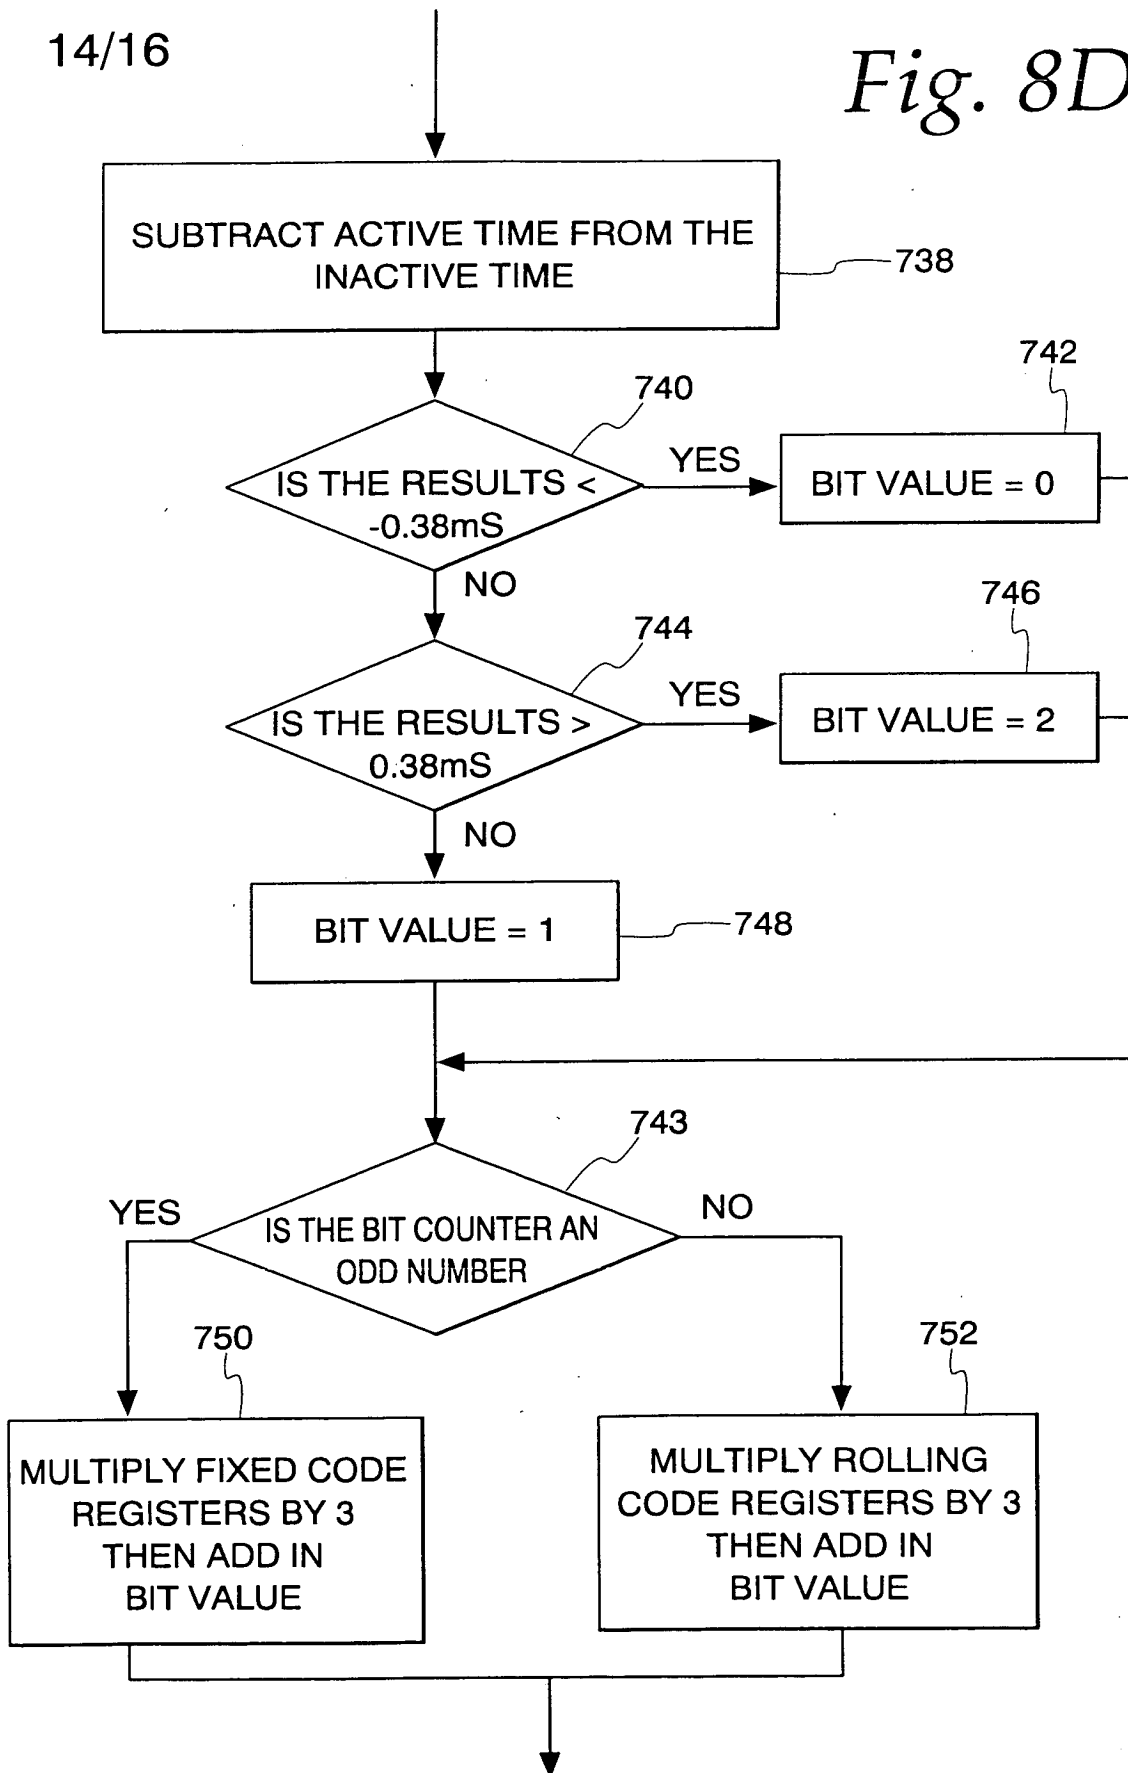 14/16
Fig. 8D
SUBTRACT ACTIVE TIME FROM THE
INACTIVE TIME
738
740
742
IS THE RESULTS <
-0.38mS
YES
BIT VALUE = 0
NO
744
746
IS THE RESULTS >
0.38mS
YES
BIT VALUE = 2
NO
BIT VALUE = 1
748
743
YES
IS THE BIT COUNTER AN
ODD NUMBER
NO
750
752
MULTIPLY FIXED CODE
REGISTERS BY 3
THEN ADD IN
BIT VALUE
MULTIPLY ROLLING
CODE REGISTERS BY 3
THEN ADD IN
BIT VALUE